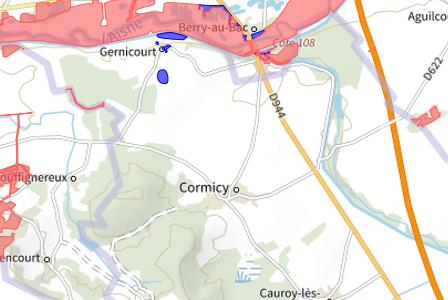 Aguilco
Berry-au-Bac
l'Aisne
Cote 108
Gernicourt
D622
D944
ouffignereux
Cormicy
encourt
Cauroy-lès-